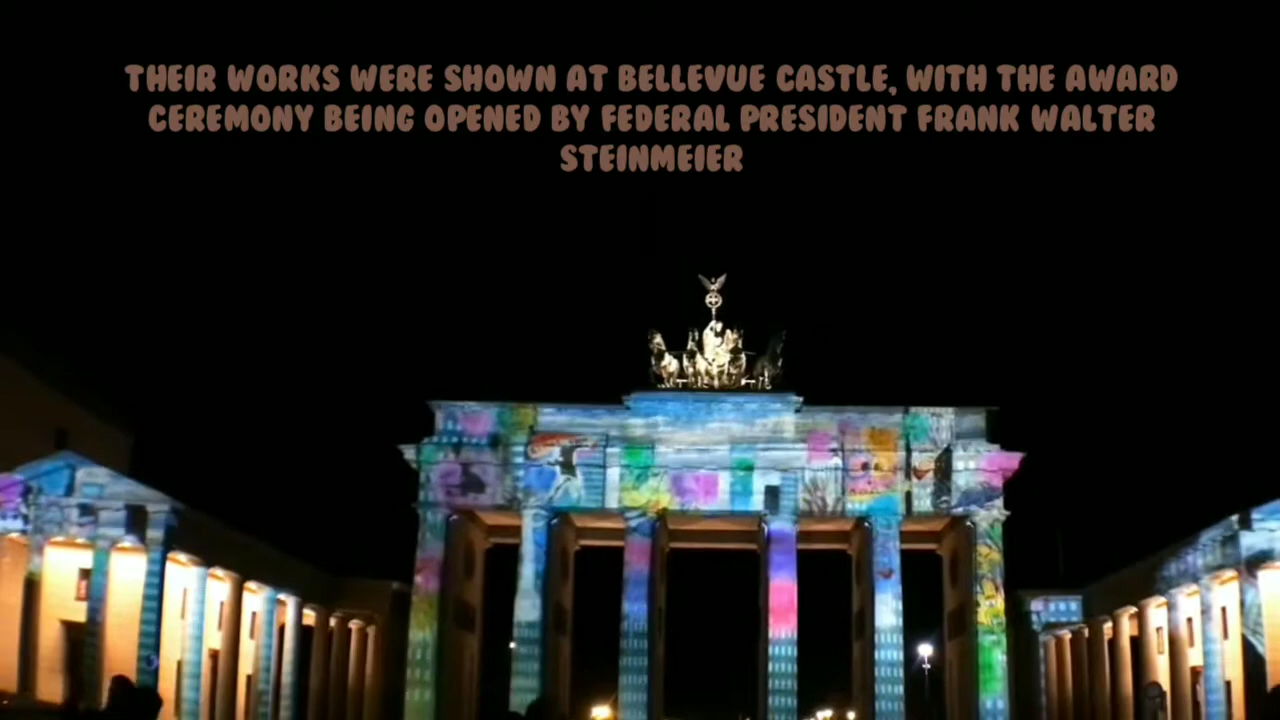 THEIR WORKS WERE SHOWN AT BELLEVUE CASTLE, WITH THE AWARD
CEREMONY BEING OPENED BY FEDERAL PRESIDENT FRANK WALTER
STEINMEIER